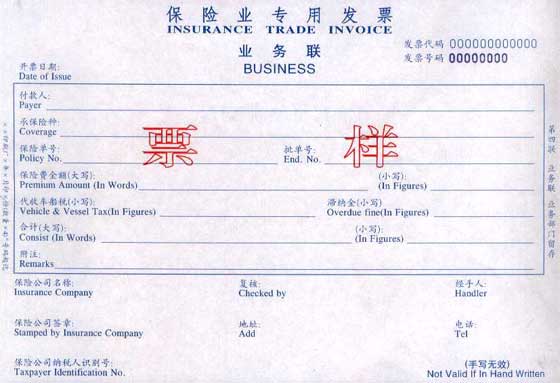 保险业专用发票
INSURANCE TRADE INVOICE
业务联
BUSINESS
发票代码 000000000000
发票号码 00000000
开票日期:
Date of Issue
付款人:
Payer
承保险种:
Coverage
保险单号: 批单号:
Policy No. End. No.
票 样
保险费金额(大写): (小写):
Premium Amount (In Words) (In Figures)
代收车船税(小写): 滞纳金(小写):
Vehicle & Vessel Tax(In Figures) Overdue fine(In Figures)
合计(大写): (小写):
Consist (In Words) (In Figures)
附注:
Remarks
第四联 业务联 业务部门留存
保险公司名称: 复核: 经手人:
Insurance Company Checked by Handler
保险公司签章: 地址: 电话:
Stamped by Insurance Company Add Tel
保险公司纳税人识别号: (手写无效)
Taxpayer Identification No. Not Valid If In Hand Written